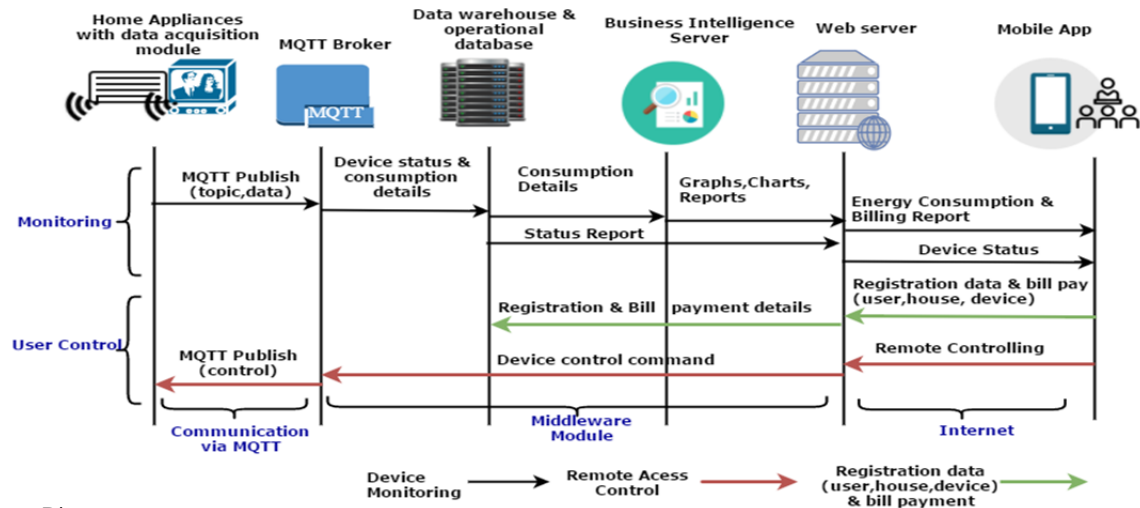 Home Appliances
with data acquisition
module
MQTT Broker
Data warehouse &
operational
database
Business Intelligence
Server
Web server
Mobile App
MQTT
MQTT Publish
(topic,data)
Device status &
consumption
details
Consumption
Details
Graphs,Charts,
Reports
Energy Consumption &
Billing Report
Monitoring
Status Report
Device Status
Registration data & bill pay
(user,house, device)
Registration & Bill payment details
User Control
MQTT Publish
(control)
Device control command
Remote Controlling
Communication
via MQTT
Middleware
Module
Internet
Device
Monitoring
Remote Acess
Control
Registration data
(user,house,device)
& bill payment